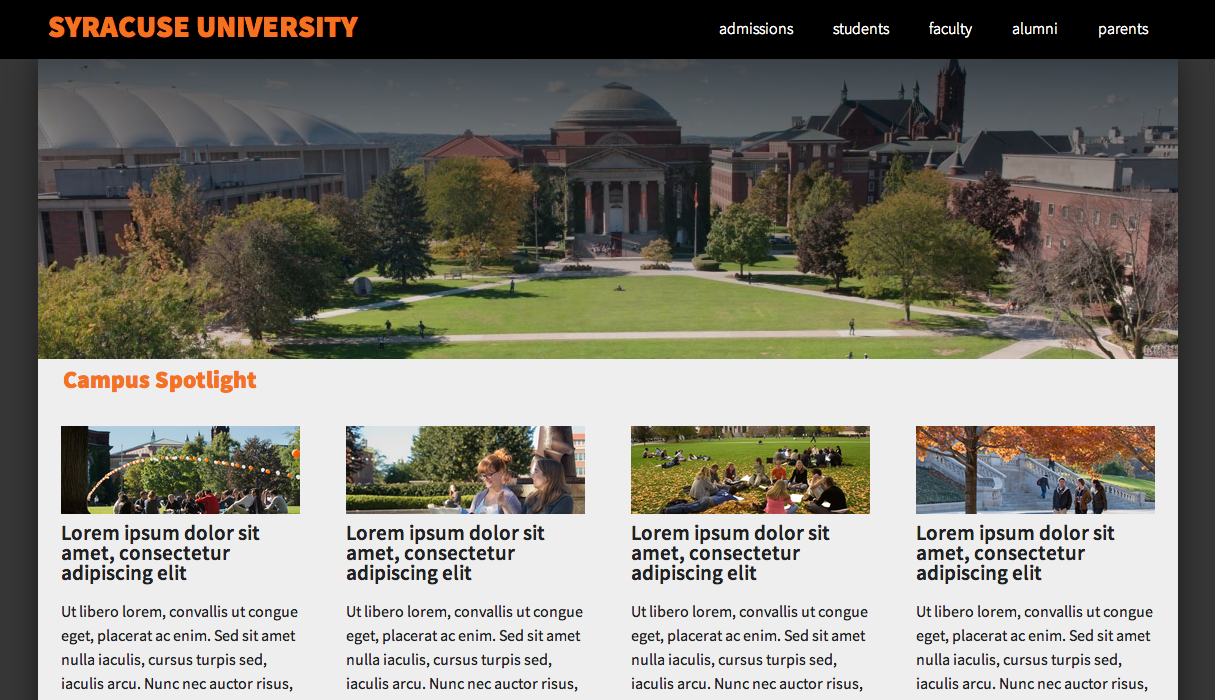 SYRACUSE UNIVERSITY
admissions students faculty alumni parents
Campus Spotlight
Lorem ipsum dolor sit
amet, consectetur
adipiscing elit
Ut libero lorem, convallis ut congue
eget, placerat ac enim. Sed sit amet
nulla iaculis, cursus turpis sed,
iaculis arcu. Nunc nec auctor risus,
Lorem ipsum dolor sit
amet, consectetur
adipiscing elit
Ut libero lorem, convallis ut congue
eget, placerat ac enim. Sed sit amet
nulla iaculis, cursus turpis sed,
iaculis arcu. Nunc nec auctor risus,
Lorem ipsum dolor sit
amet, consectetur
adipiscing elit
Ut libero lorem, convallis ut congue
eget, placerat ac enim. Sed sit amet
nulla iaculis, cursus turpis sed,
iaculis arcu. Nunc nec auctor risus,
Lorem ipsum dolor sit
amet, consectetur
adipiscing elit
Ut libero lorem, convallis ut congue
eget, placerat ac enim. Sed sit amet
nulla iaculis, cursus turpis sed,
iaculis arcu. Nunc nec auctor risus,